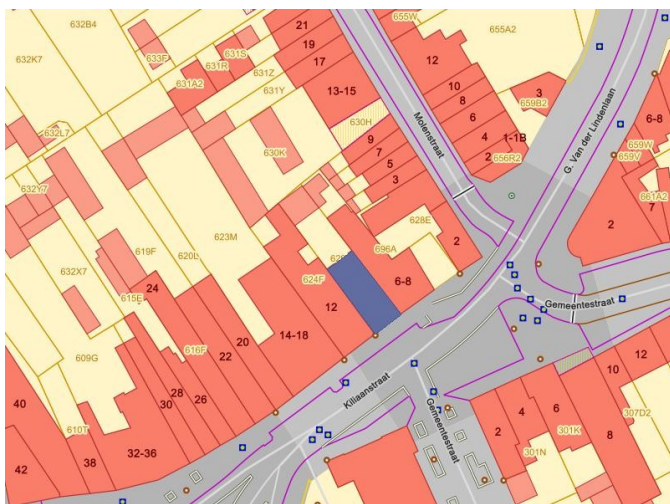 632B4
655W
21
655A2
632K7
633F
631S
19
631R
12
17
631A2
631Z
631Y
13-15
10
3
8
659B2
6-8
6
Molenstraat
G. Van der Lindenlaan
632L7
630H
9
4
1-1B
659W
630K
7
2
656R2
659V
5
632Y7
3
661A2
7
628E
2
623M
2
619F
696A
620L
632X7
624F
6-8
24
Gemeentestraat
615E
12
14-18
20
616F
22
609G
10
12
28
26
Kiliaanstraat
30
4
6
307D2
40
Gemeentestraat
301K
610T
2
8
32-36
38
301N
42